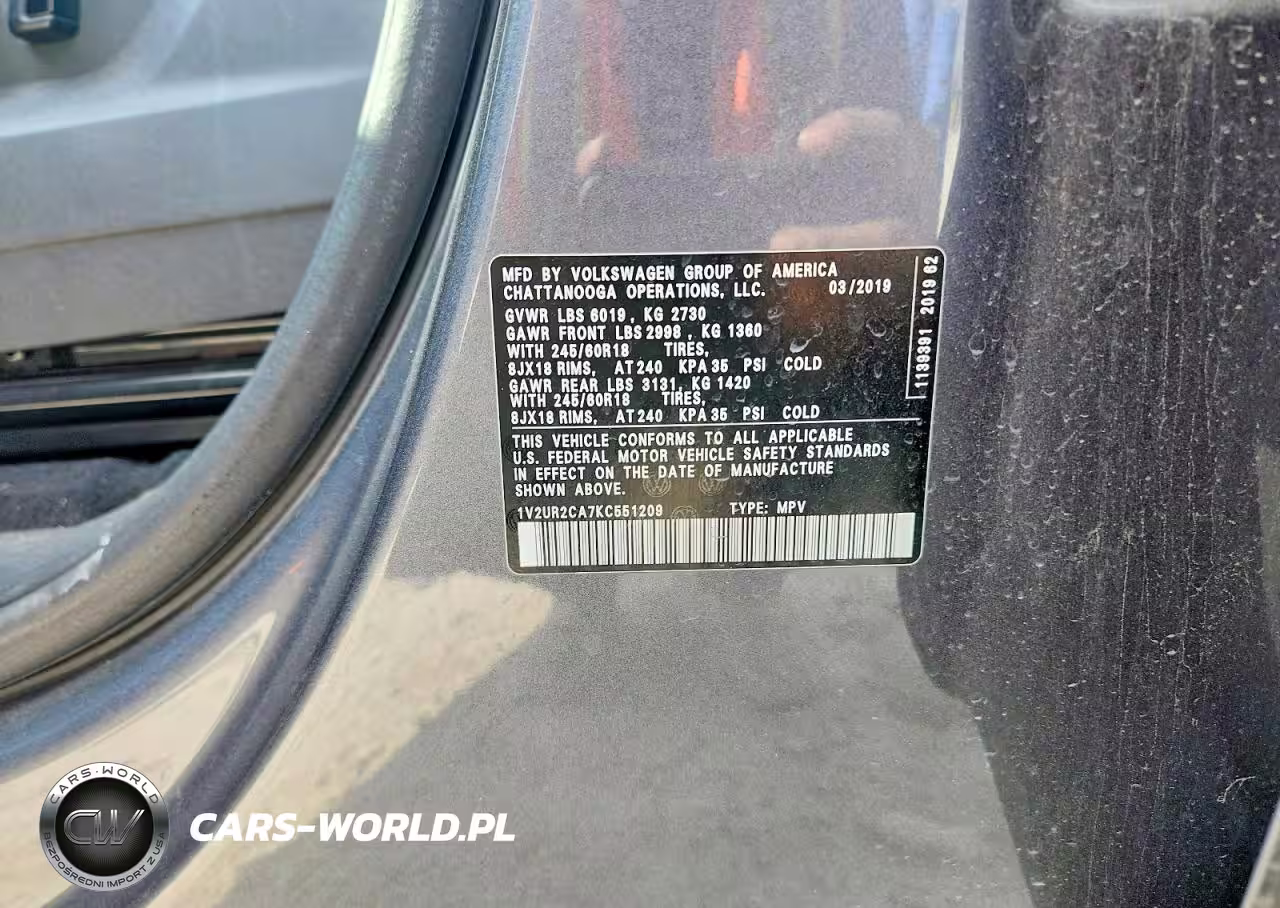 MFD BY VOLKSWAGEN GROUP OF AMERICA
CHATTANOOGA OPERATIONS, LLC. 03/2019
GVWR LBS 6019, KG 2730
GAWR FRONT LBS 2998, KG 1360
WITH 245/60R18 TIRES,
8JX18 RIMS, AT 240 KPA 35 PSI COLD
GAWR REAR LBS 3131, KG 1420
WITH 245/60R18 TIRES,
8JX18 RIMS, AT 240 KPA 35 PSI COLD
THIS VEHICLE CONFORMS TO ALL APPLICABLE
U.S. FEDERAL MOTOR VEHICLE SAFETY STANDARDS
IN EFFECT ON THE DATE OF MANUFACTURE
SHOWN ABOVE.
1V2UR2CA7KC551209 TYPE: MPV
1139391 2019 62
CARS-WORLD
CW
BEZPOŚREDNI IMPORT Z USA
CARS-WORLD.PL